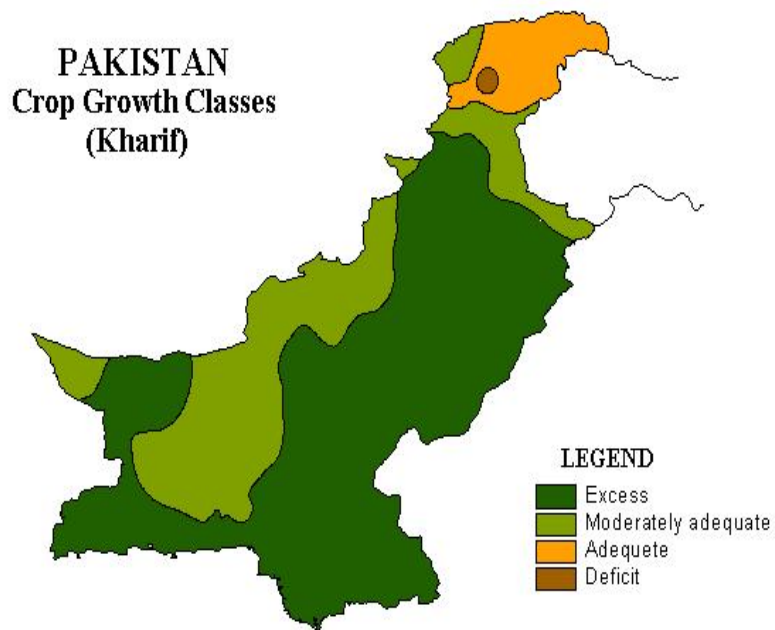 PAKISTAN
Crop Growth Classes
(Kharif)
LEGEND
Excess
Moderately adequate
Adequete
Deficit